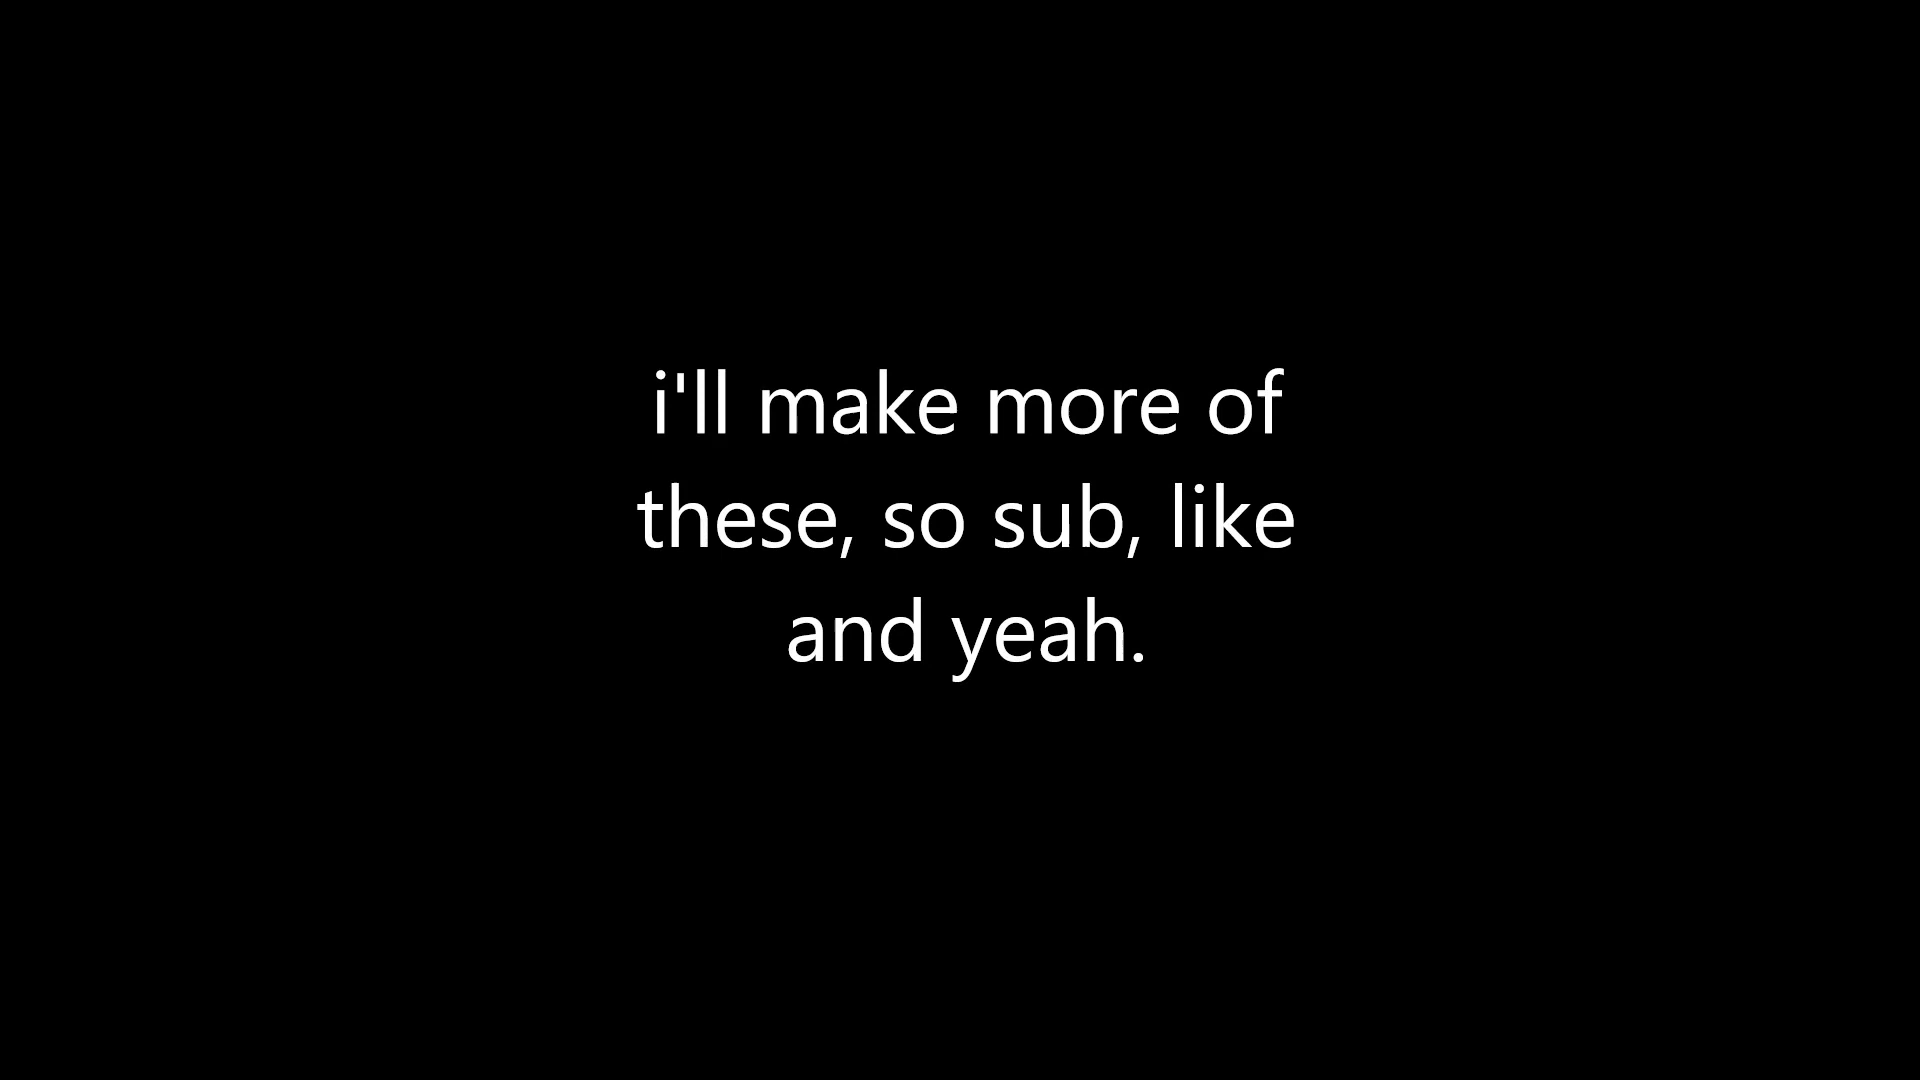 i'll make more of
these, so sub, like
and yeah.